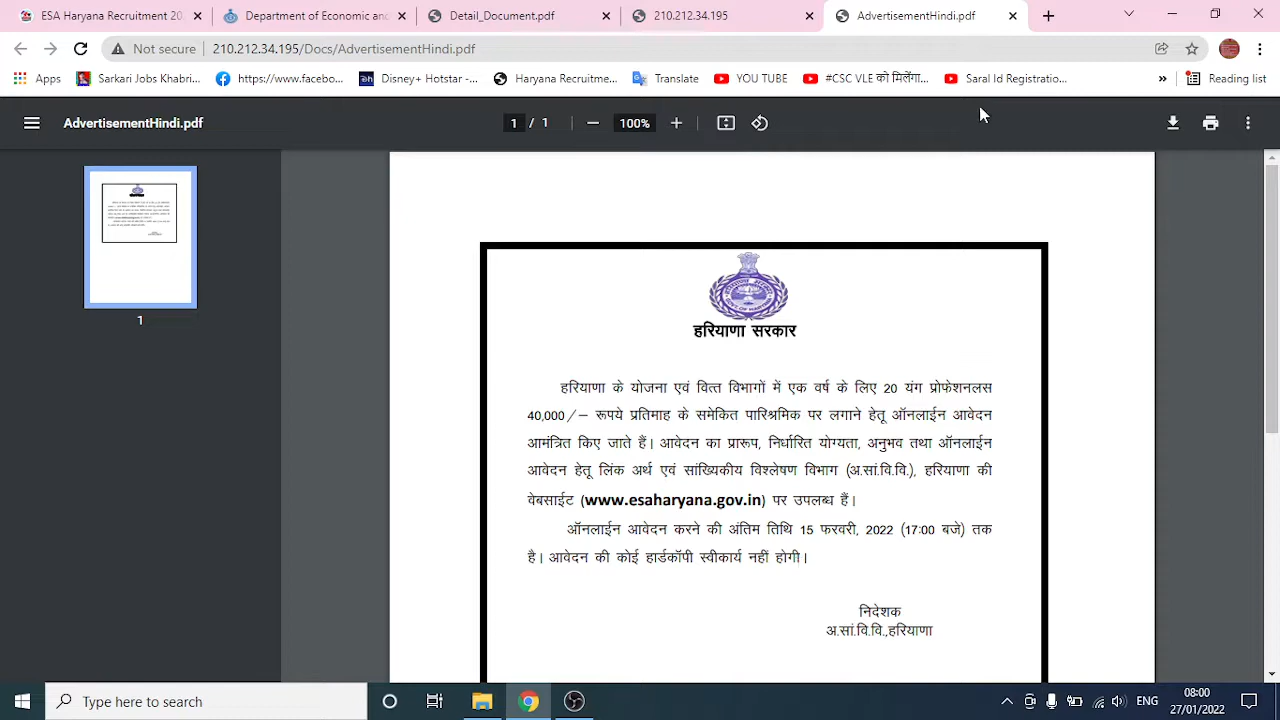 ESA Haryana Recruitment 20
Department of Economic and
Detail_Document.pdf
210.212.34.195
AdvertisementHindi.pdf
Not secure
210.212.34.195/Docs/AdvertisementHindi.pdf
Apps
Sarkari Jobs Khabri...
https://www.facebo...
Disney+ Hotstar -...
Haryana Recruitme...
Translate
YOU TUBE
#CSC VLE को मिलेंगा...
Saral Id Registratio...
»
Reading list
AdvertisementHindi.pdf
1 / 1
100%
1
हरियाणा सरकार
हरियाणा के योजना एवं वित्त विभागों में एक वर्ष के लिए 20 यंग प्रोफेशनलस
40,000/— रूपये प्रतिमाह के समेकित पारिश्रमिक पर लगाने हेतू ऑनलाईन आवेदन
आमंत्रित किए जाते हैं। आवेदन का प्रारूप, निर्धारित योग्यता, अनुभव तथा ऑनलाईन
आवेदन हेतू लिंक अर्थ एवं सांख्यिकीय विश्लेषण विभाग (अ.सां.वि.वि.), हरियाणा की
वेबसाईट (www.esaharyana.gov.in) पर उपलब्ध हैं।
ऑनलाईन आवेदन करने की अंतिम तिथि 15 फरवरी, 2022 (17:00 बजे) तक
है। आवेदन की कोई हार्डकॉपी स्वीकार्य नहीं होगी।
निदेशक
अ.सां.वि.वि.,हरियाणा
Type here to search
ENG
08:00
27/01/2022